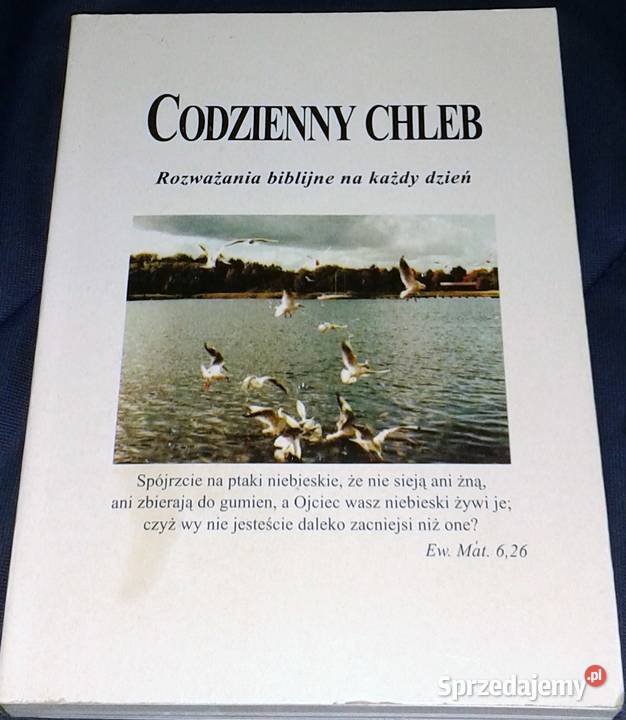 CODZIENNY CHLEB
Rozważania biblijne na każdy dzień
Spójrzcie na ptaki niebieskie, że nie sieją ani żną,
ani zbierają do gumien, a Ojciec wasz niebieski żywi je;
czyż wy nie jesteście daleko zacniejsi niż one?
Ew. Mat. 6,26
Sprzedajemy.pl